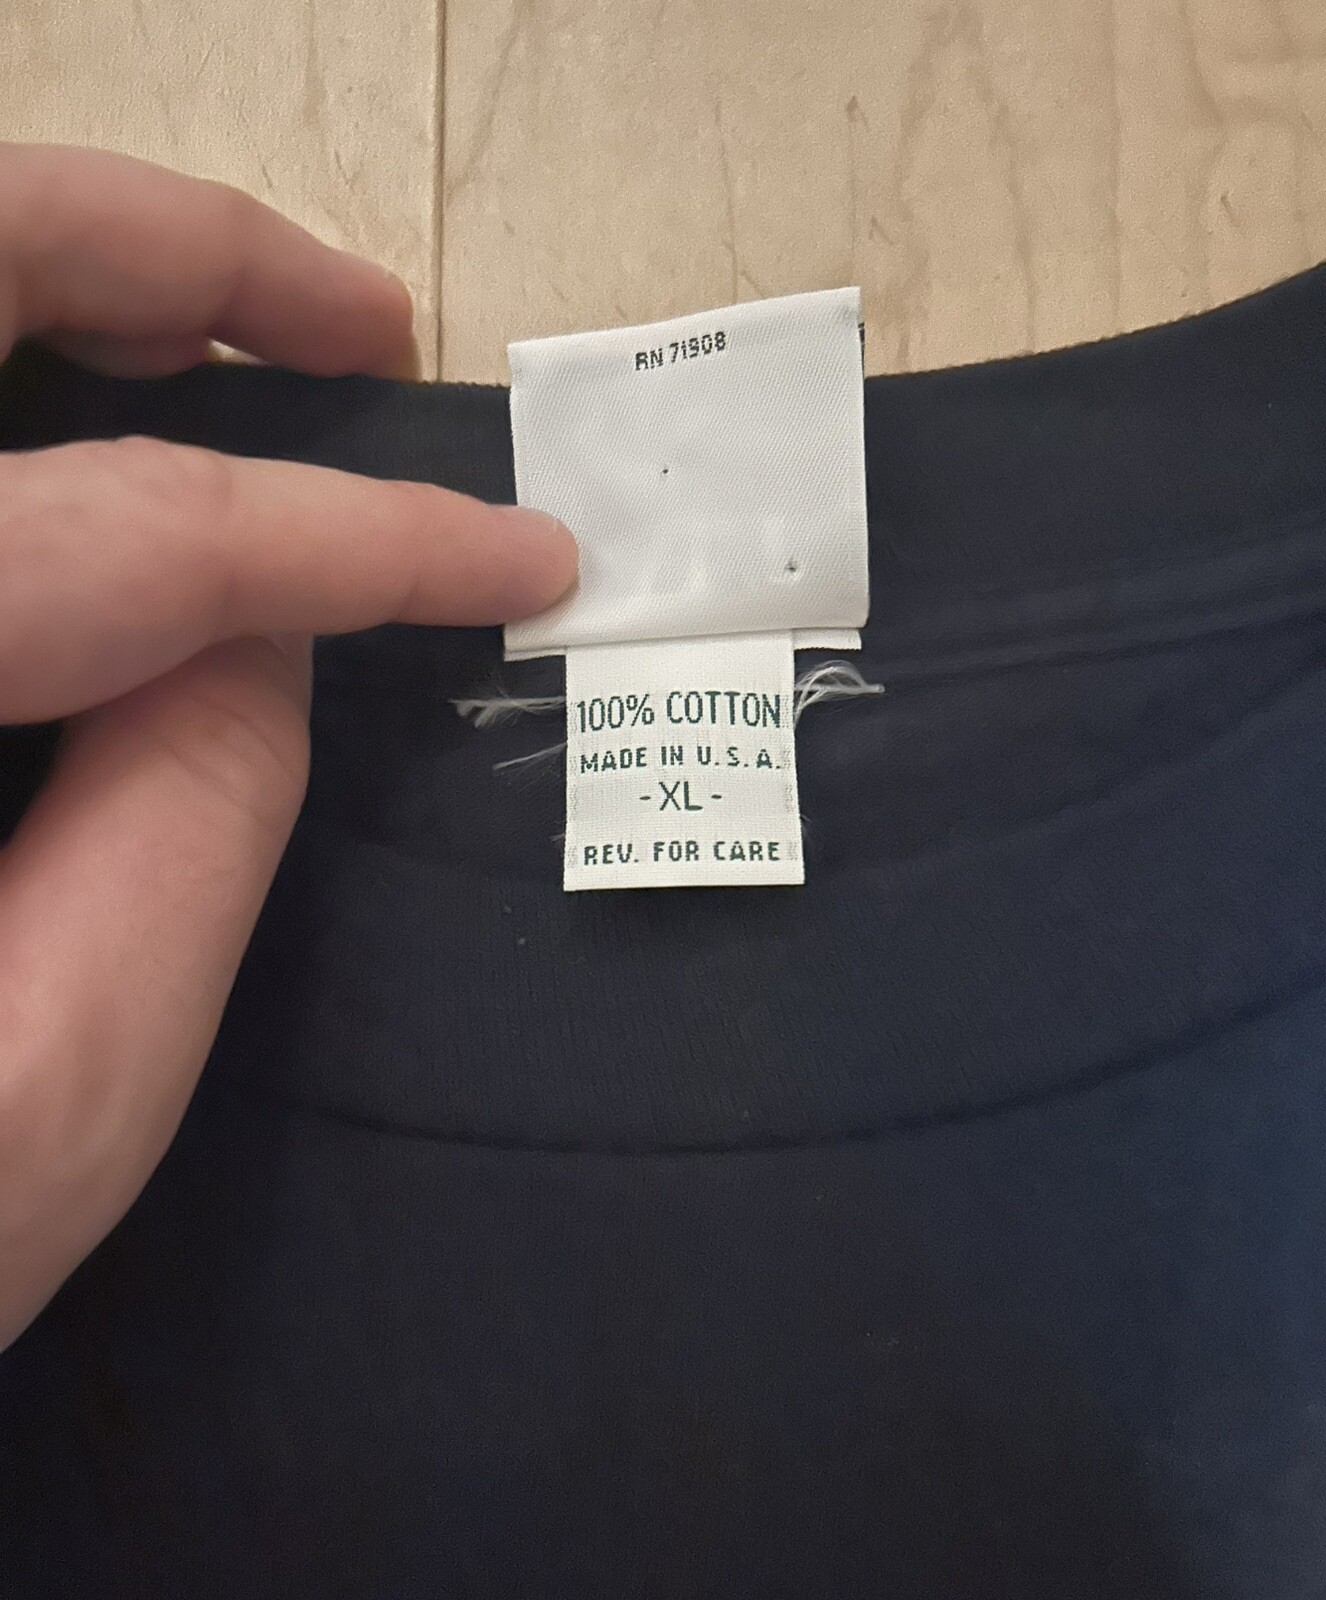 RN 71908
100% COTTON
MADE IN U.S.A.
-XL-
REV. FOR CARE